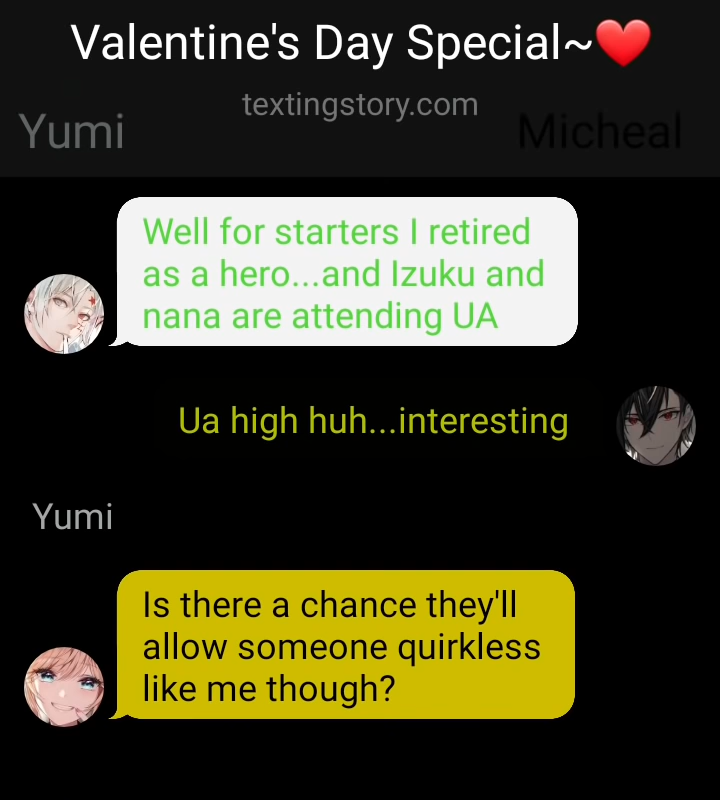 Valentine's Day Special~❤️
textingstory.com
Yumi
Micheal
Well for starters I retired
as a hero...and Izuku and
nana are attending UA
Ua high huh...interesting
Yumi
Is there a chance they'll
allow someone quirkless
like me though?